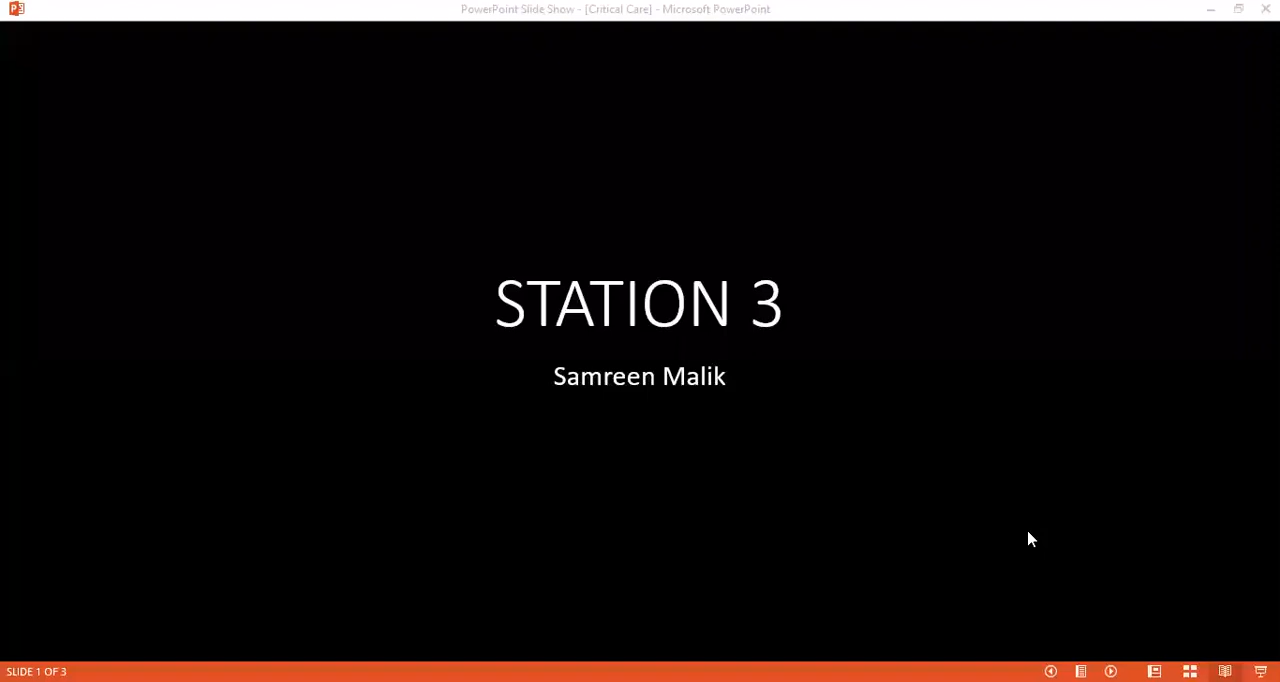 PowerPoint Slide Show - [Critical Care] - Microsoft PowerPoint
STATION 3
Samreen Malik
SLIDE 1 OF 3